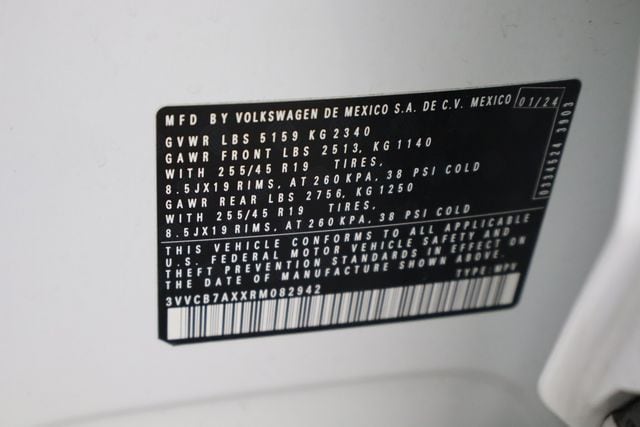 MFD BY VOLKSWAGEN DE MEXICO S.A. DE C.V. MEXICO 01/24
GVWR LBS 5159 KG 2340
GAWR FRONT LBS 2513, KG 1140
WITH 255/45 R19 TIRES,
8.5JX19 RIMS, AT 260 KPA, 38 PSI COLD
GAWR REAR LBS 2756, KG 1250
WITH 255/45 R19 TIRES,
8.5JX19 RIMS, AT 260 KPA, 38 PSI COLD
THIS VEHICLE CONFORMS TO ALL APPLICABLE
U.S. FEDERAL MOTOR VEHICLE SAFETY AND
THEFT PREVENTION STANDARDS IN EFFECT ON
THE DATE OF MANUFACTURE SHOWN ABOVE.
3VVCB7AXXRM082942 TYPE MPV
0334524 3903